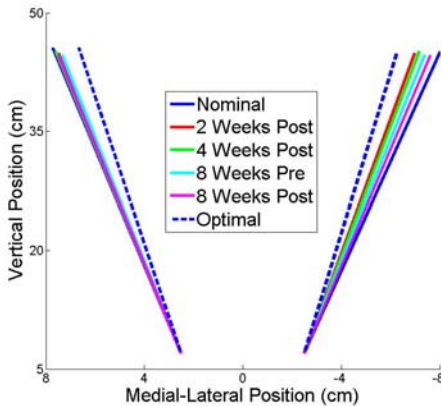 50
35
20
5
Vertical Position (cm)
Nominal
2 Weeks Post
4 Weeks Post
8 Weeks Pre
8 Weeks Post
Optimal
8 4 0 -4 -8
Medial-Lateral Position (cm)